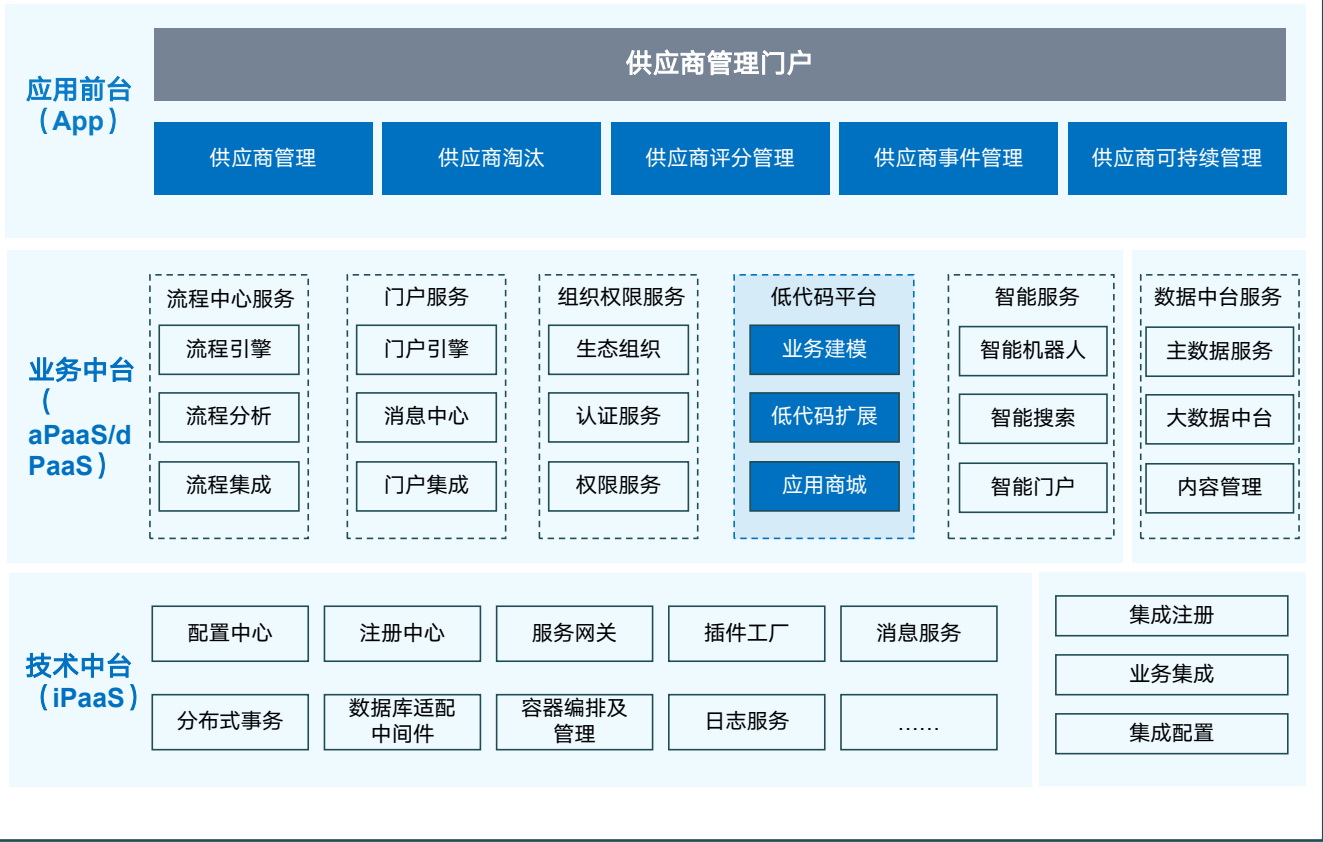 供应商管理门户
应用前台
（App）
供应商管理
供应商淘汰
供应商评分管理
供应商事件管理
供应商可持续管理
业务中台
（
aPaaS/d
PaaS）
流程中心服务
流程引擎
流程分析
流程集成
门户服务
门户引擎
消息中心
门户集成
组织权限服务
生态组织
认证服务
权限服务
低代码平台
业务建模
低代码扩展
应用商城
智能服务
智能机器人
智能搜索
智能门户
数据中台服务
主数据服务
大数据中台
内容管理
技术中台
（iPaaS）
配置中心
注册中心
服务网关
插件工厂
消息服务
分布式事务
数据库适配
中间件
容器编排及
管理
日志服务
……
集成注册
业务集成
集成配置